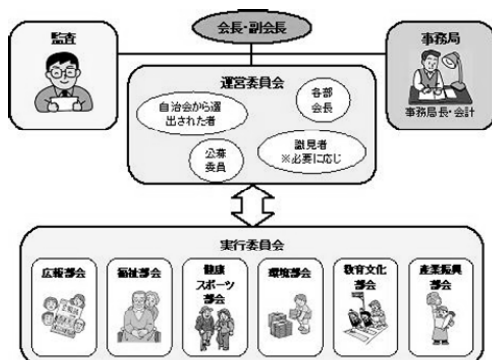 会長・副会長
監査
事務局
事務局長・会計
運営委員会
自治会から選
出された者
各部
会長
公募
委員
識見者
※必要に応じ
実行委員会
広報部会
福祉部会
健康
スポーツ
部会
環境部会
教育文化
部会
産業振興
部会